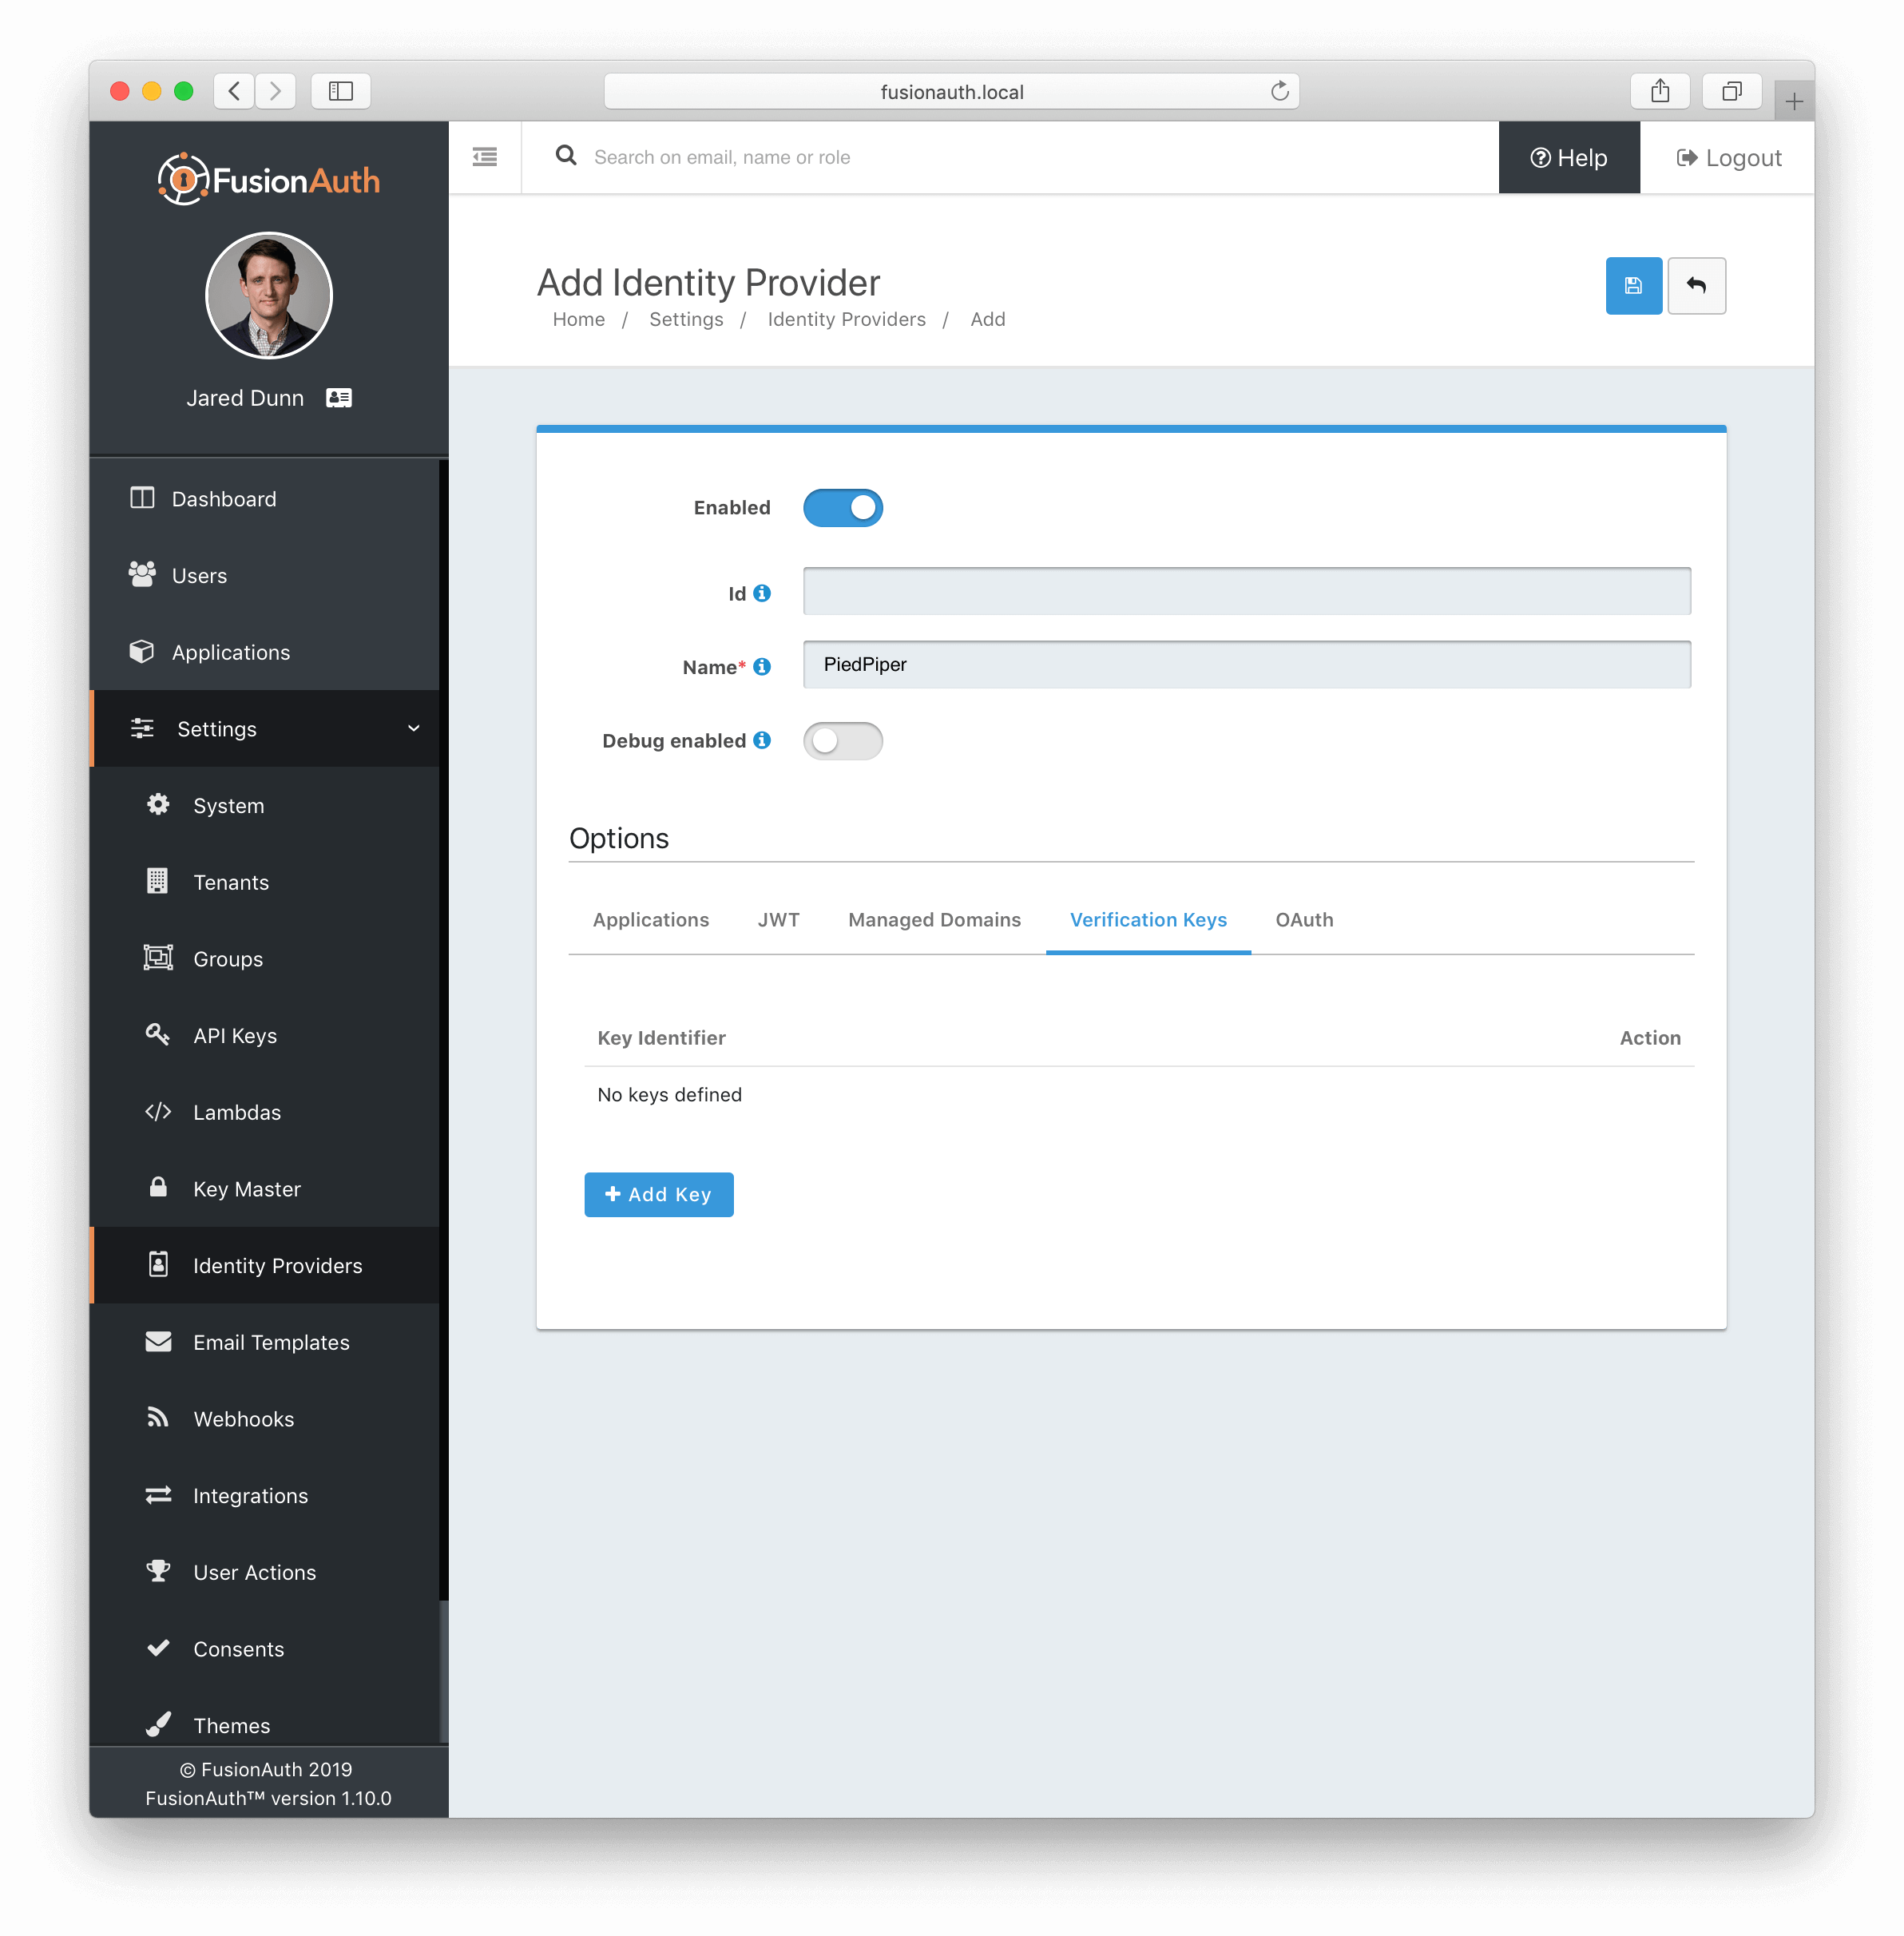 fusionauth.local
FusionAuth
Search on email, name or role
Help
Logout
Jared Dunn
Dashboard
Users
Applications
Settings
System
Tenants
Groups
API Keys
Lambdas
Key Master
Identity Providers
Email Templates
Webhooks
Integrations
User Actions
Consents
Themes
© FusionAuth 2019
FusionAuth™ version 1.10.0
Add Identity Provider
Home / Settings / Identity Providers / Add
Enabled
Id
Name* PiedPiper
Debug enabled
Options
Applications JWT Managed Domains Verification Keys OAuth
Key Identifier Action
No keys defined
Add Key